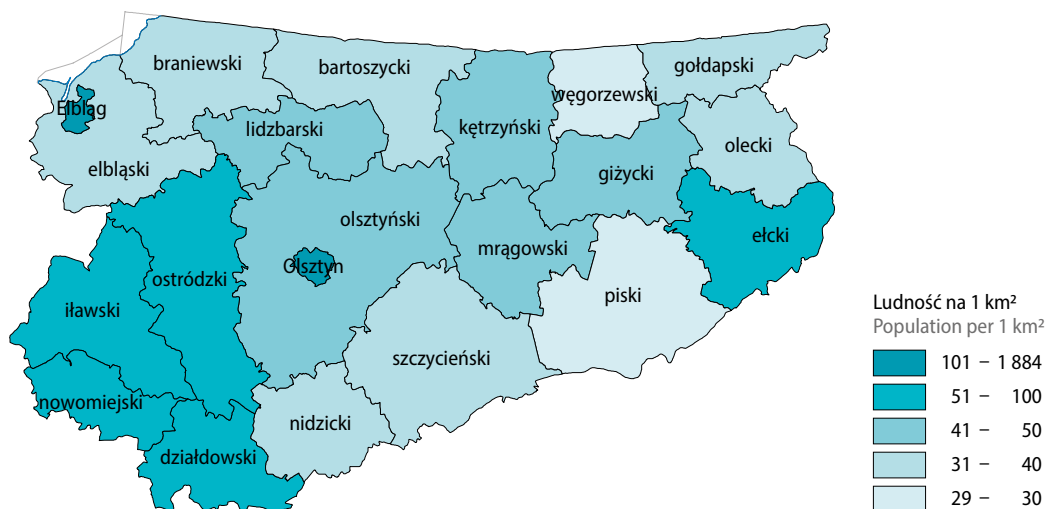 braniewski
bartoszycki
gołdapski
węgorzewski
Elbląg
lidzbarski
kętrzyński
olecki
elbląski
giżycki
olsztyński
ełcki
mrągowski
Olsztyn
ostródzki
piski
iławski
szczycieński
nowomiejski
nidzicki
działdowski
Ludność na 1 km²
Population per 1 km²
101 – 1 884
51 – 100
41 – 50
31 – 40
29 – 30